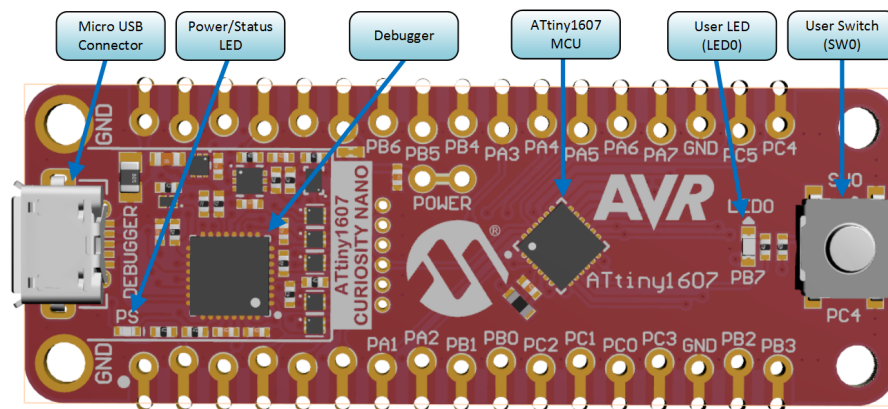 Micro USB
Connector
Power/Status
LED
Debugger
ATtiny1607
MCU
User LED
(LED0)
User Switch
(SW0)
GND
PB6
PB5
PB4
PA3
PA4
PA5
PA6
PA7
GND
PC5
PC4
DEBUGGER
POWER
ATtiny1607
CURIOSITY NANO
®
AVR
SW0
LED0
PB7
ATTiny1607
PC4
PS
GND
PA1
PA2
PB1
PB0
PC2
PC1
PC0
PC3
GND
PB2
PB3